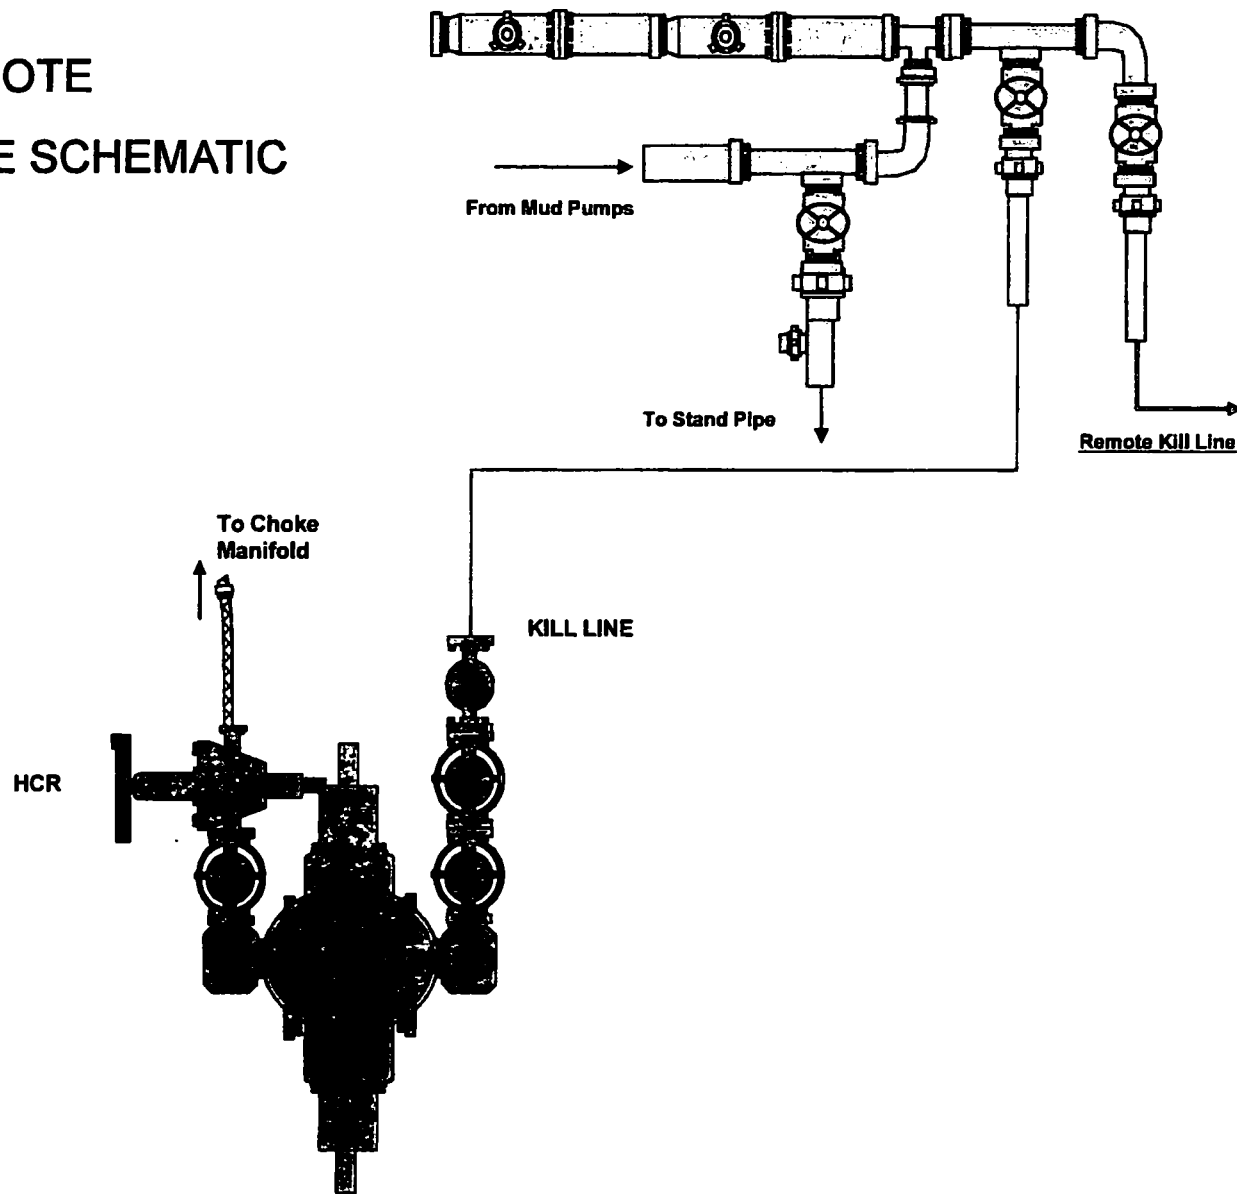 OTE
E SCHEMATIC
From Mud Pumps
To Stand Pipe
Remote Kill Line
To Choke
Manifold
KILL LINE
HCR